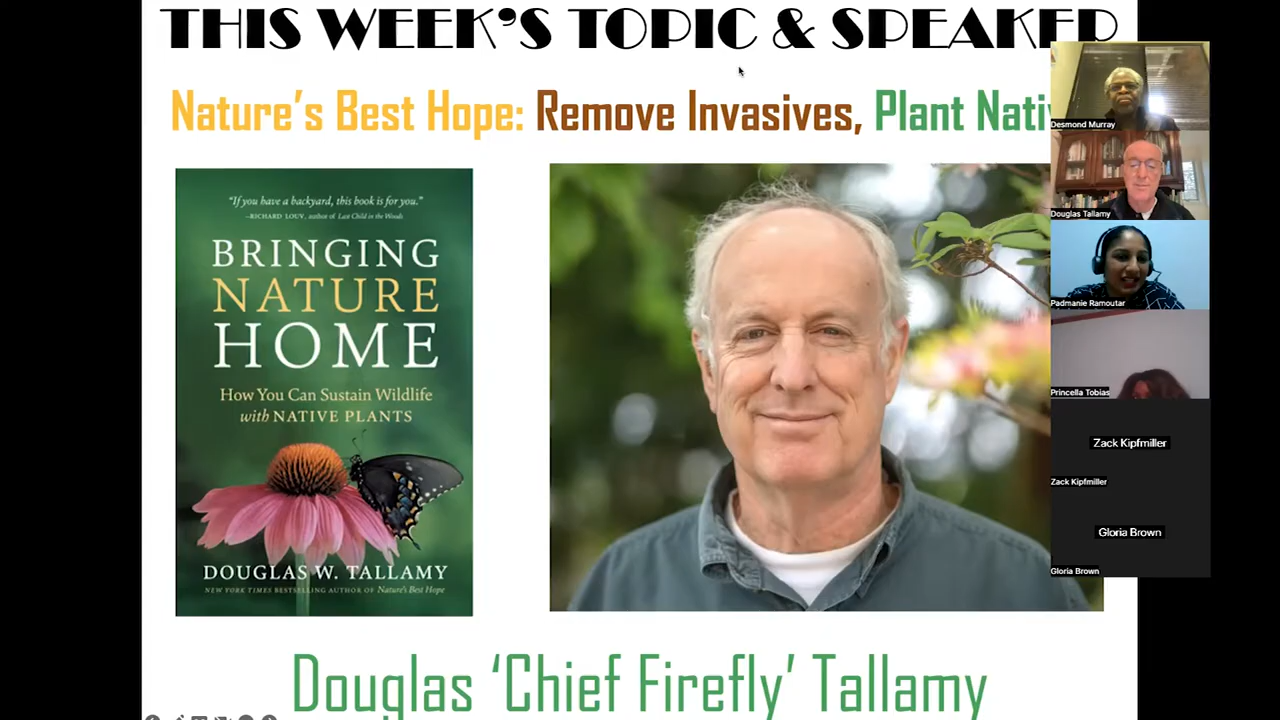 THIS WEEK'S TOPIC & SPEAKER
Nature's Best Hope: Remove Invasives, Plant Nativ
"If you have a backyard, this book is for you."
—RICHARD LOUV, author of Last Child in the Woods
BRINGING
NATURE
HOME
How You Can Sustain Wildlife
with NATIVE PLANTS
DOUGLAS W. TALLAMY
NEW YORK TIMES BESTSELLING AUTHOR OF Nature's Best Hope
Douglas 'Chief Firefly' Tallamy
Desmond Murray
Douglas Tallamy
Padmanie Ramoutar
Princella Tobias
Zack Kipfmiller
Zack Kipfmiller
Gloria Brown
Gloria Brown